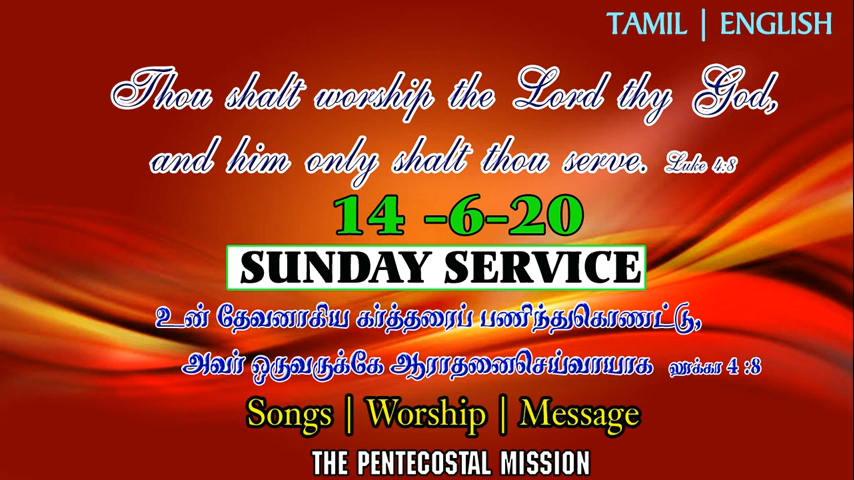 TAMIL | ENGLISH
Thou shalt worship the Lord thy God,
and him only shalt thou serve. Luke 4:8
14 -6-20
SUNDAY SERVICE
உன் தேவனாகிய கர்த்தரைப் பணிந்துகொணட்டு,
அவர் ஒருவருக்கே ஆராதனைசெய்வாயாக லூக்கா 4 :8
Songs | Worship | Message
THE PENTECOSTAL MISSION